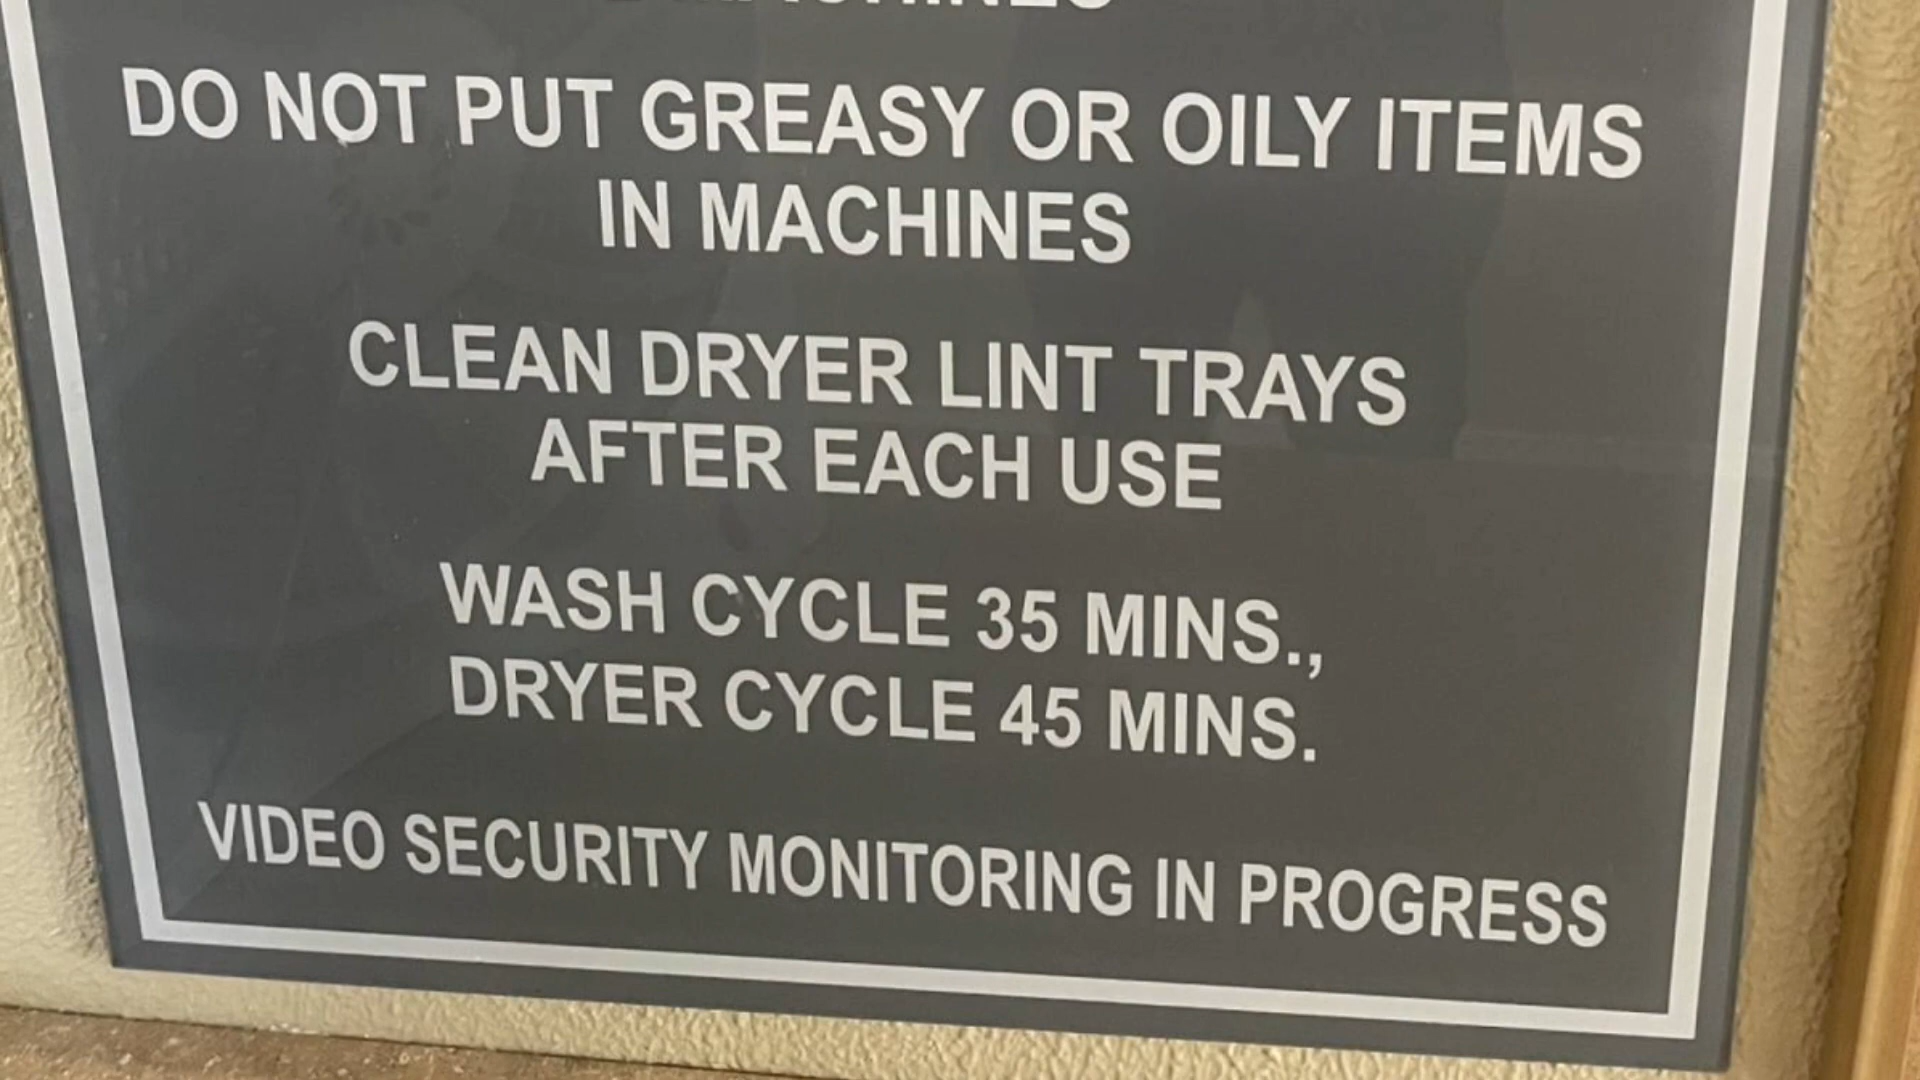 DO NOT PUT GREASY OR OILY ITEMS
IN MACHINES
CLEAN DRYER LINT TRAYS
AFTER EACH USE
WASH CYCLE 35 MINS.,
DRYER CYCLE 45 MINS.
VIDEO SECURITY MONITORING IN PROGRESS